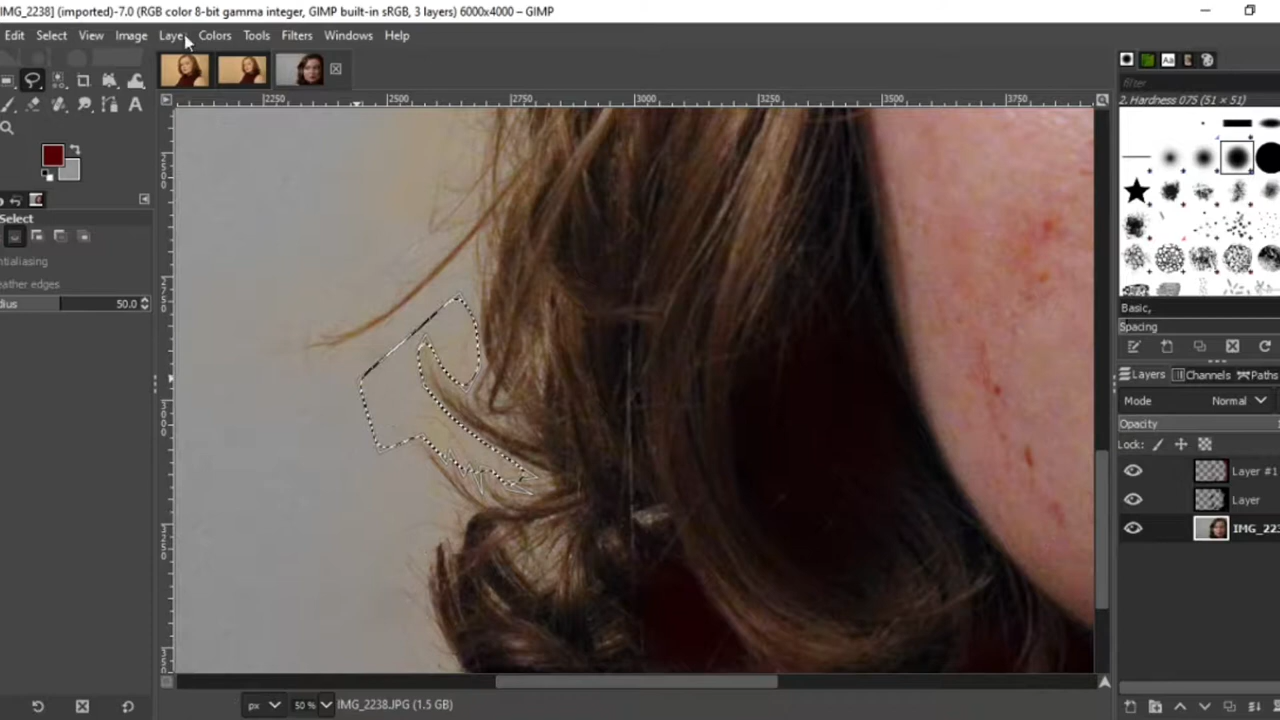 IMG_2238] (imported)-7.0 (RGB color 8-bit gamma integer, GIMP built-in sRGB, 3 layers) 6000x4000 – GIMP
Edit Select View Image Layer Colors Tools Filters Windows Help
2250 2500 2750 3000 3250 3500 3750
filter
2. Hardness 075 (51 × 51)
Select
ntialiasing
eather edges
dius 50.0
Basic,
Spacing
Layers Channels Paths
Mode Normal
Opacity
Lock:
Layer #1
Layer
IMG_223
px 50 % IMG_2238.JPG (1.5 GB)